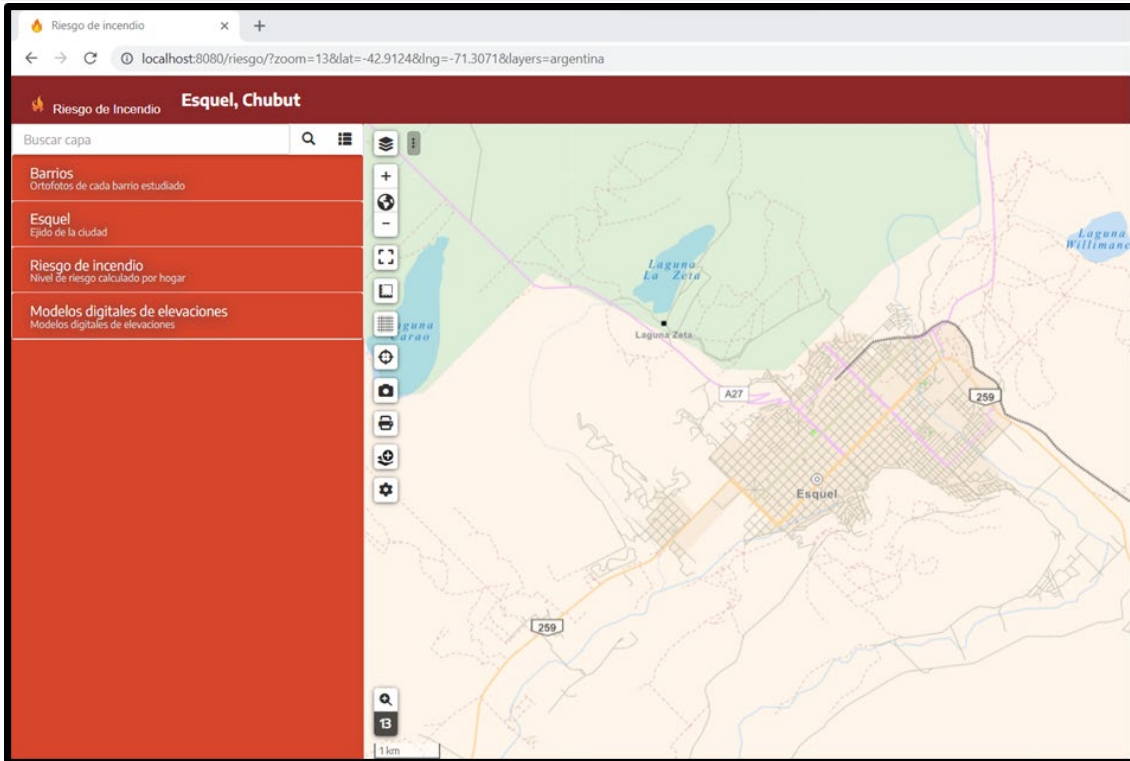 Riesgo de incendio
localhost:8080/riesgo/?zoom=13&lat=-42.9124&lng=-71.3071&layers=argentina
Riesgo de Incendio
Esquel, Chubut
Buscar capa
Barrios
Ortofotos de cada barrio estudiado
Esquel
Ejido de la ciudad
Riesgo de incendio
Nivel de riesgo calculado por hogar
Modelos digitales de elevaciones
Modelos digitales de elevaciones
Laguna
Willimanc
Laguna
La Zeta
Laguna Zeta
aguna
Carao
A27
259
Esquel
259
13
1 km